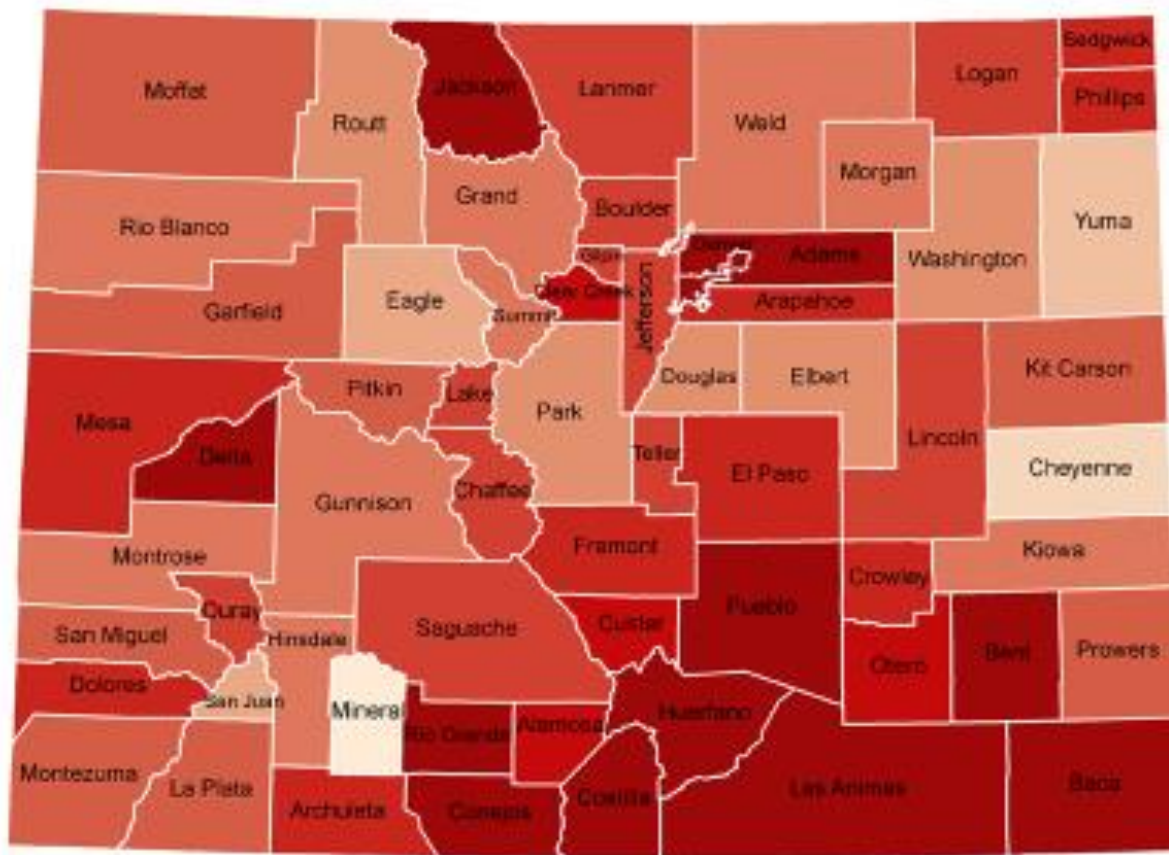 Moffat
Routt
Jackson
Larimer
Weld
Logan
Sedgwick
Phillips
Morgan
Grand
Boulder
Rio Blanco
Washington
Yuma
Eagle
Garfield
Summit
Gilpin
Clear Creek
Jefferson
Denver
Adams
Arapahoe
Pitkin
Lake
Park
Douglas
Elbert
Kit Carson
Mesa
Delta
Gunnison
Chaffee
Teller
El Paso
Lincoln
Cheyenne
Montrose
Fremont
Kiowa
Ouray
Saguache
Custer
Pueblo
Crowley
San Miguel
Hinsdale
Otero
Bent
Prowers
Dolores
San Juan
Mineral
Rio Grande
Alamosa
Huerfano
Montezuma
La Plata
Archuleta
Conejos
Costilla
Las Animas
Baca